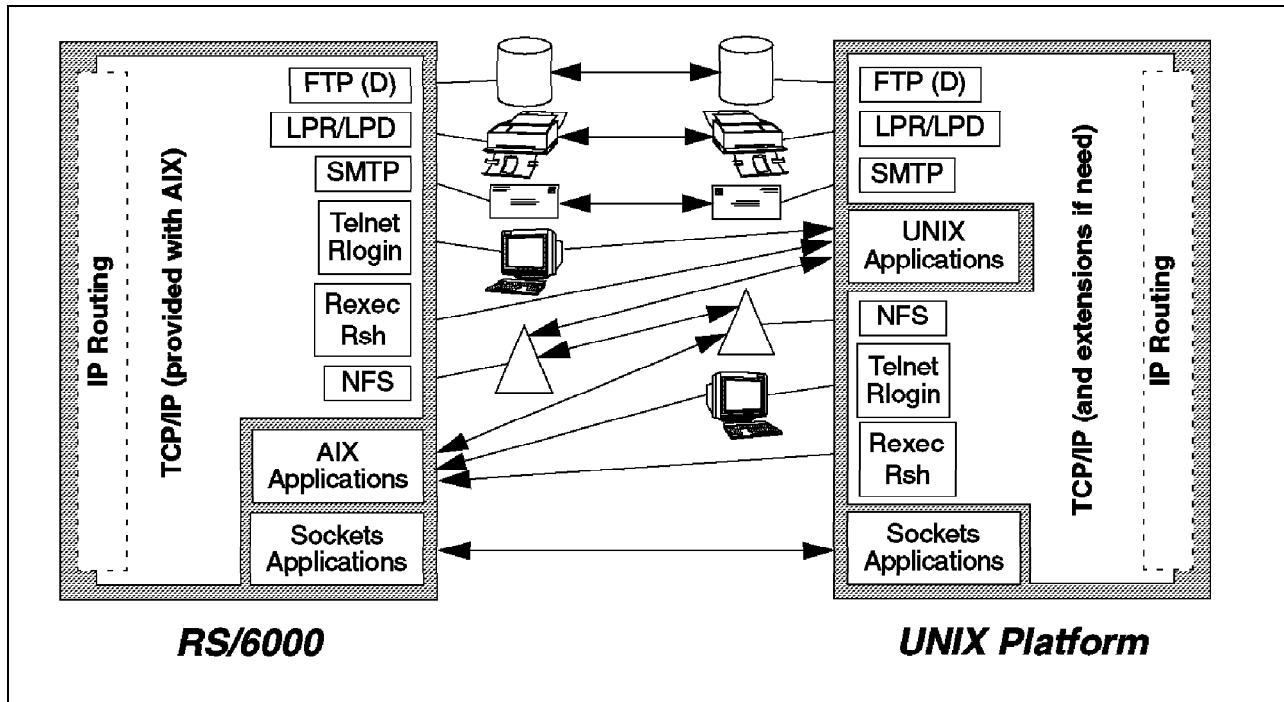 IP Routing
TCP/IP (provided with AIX)
FTP (D)
LPR/LPD
SMTP
Telnet
Rlogin
Rexec
Rsh
NFS
AIX
Applications
Sockets
Applications
RS/6000
FTP (D)
LPR/LPD
SMTP
UNIX
Applications
NFS
Telnet
Rlogin
Rexec
Rsh
Sockets
Applications
TCP/IP (and extensions if need)
IP Routing
UNIX Platform